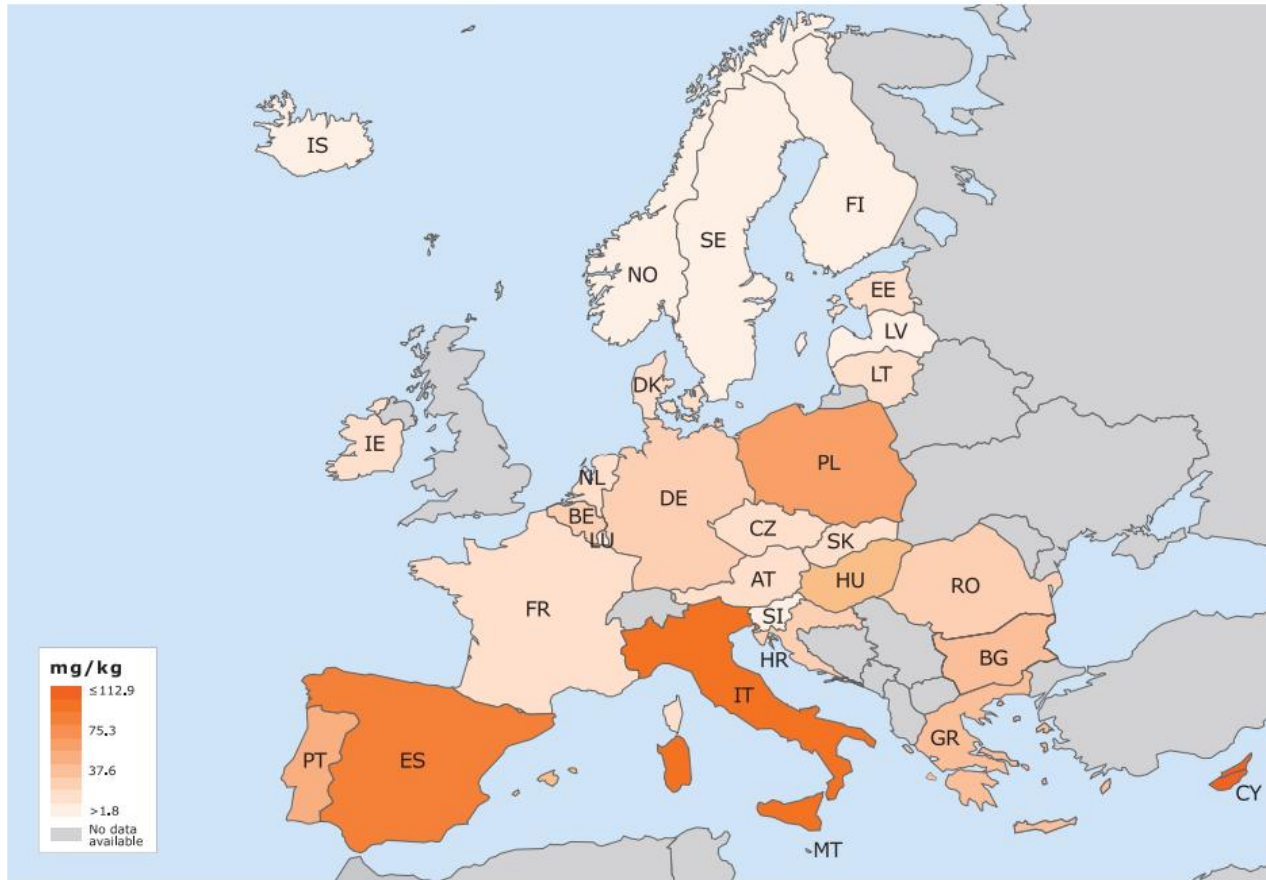 IS
FI
SE
NO
EE
LV
LT
DK
IE
PL
NL
DE
BE
CZ
LU
SK
AT
HU
RO
FR
SI
HR
BG
IT
GR
PT
ES
CY
MT
mg/kg
≤112.9
75.3
37.6
>1.8
No data
available